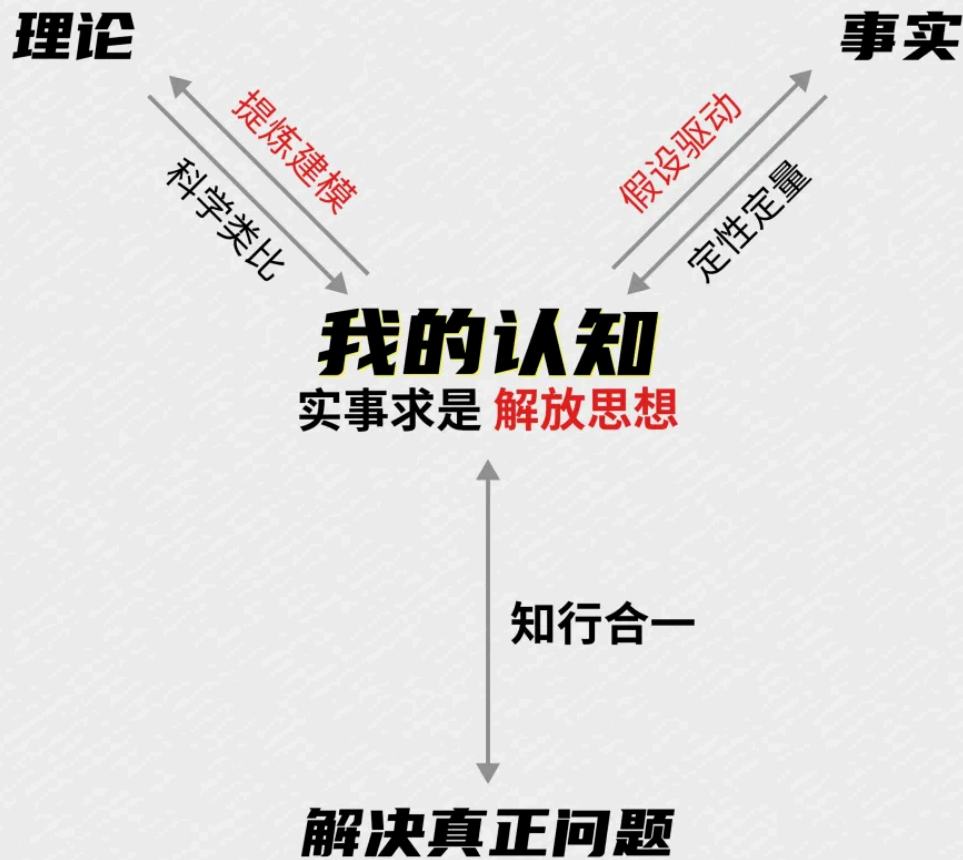 理论
事实
提炼建模
科学类比
假设驱动
定性定量
我的认知
实事求是 解放思想
知行合一
解决真正问题